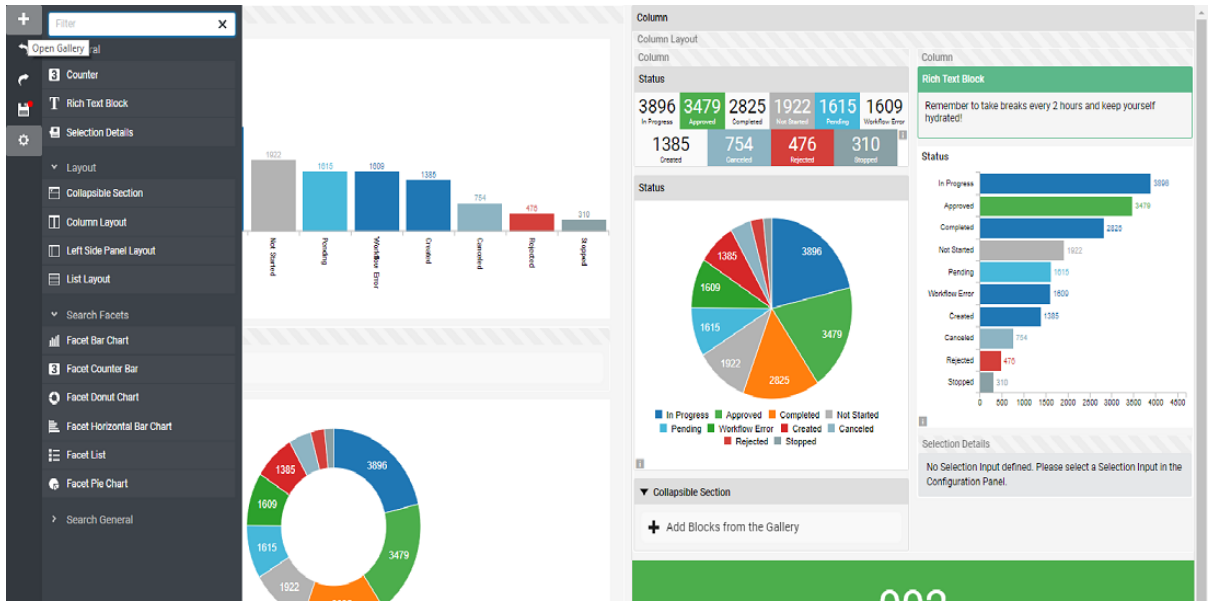 Filter
Open Gallery
Counter
Rich Text Block
Selection Details
Layout
Collapsible Section
Column Layout
Left Side Panel Layout
List Layout
Search Facets
Facet Bar Chart
Facet Counter Bar
Facet Donut Chart
Facet Horizontal Bar Chart
Facet List
Facet Pie Chart
Search General
1922
1615
1609
1385
754
476
310
Not Started
Pending
Workflow Error
Created
Canceled
Rejected
Stopped
3896
3479
1922
1615
1609
1385
Column
Column Layout
Column
Status
3896 3479 2825 1922 1615 1609
In Progress Approved Completed Not Started Pending Workflow Error
1385 754 476 310
Created Canceled Rejected Stopped
Status
3896
3479
2825
1922
1615
1609
1385
In Progress Approved Completed Not Started
Pending Workflow Error Created Canceled
Rejected Stopped
Collapsible Section
Add Blocks from the Gallery
Column
Rich Text Block
Remember to take breaks every 2 hours and keep yourself
hydrated!
Status
In Progress 3896
Approved 3479
Completed 2825
Not Started 1922
Pending 1615
Workflow Error 1609
Created 1385
Canceled 754
Rejected 476
Stopped 310
0 500 1000 1500 2000 2500 3000 3500 4000 4500
Selection Details
No Selection Input defined. Please select a Selection Input in the
Configuration Panel.